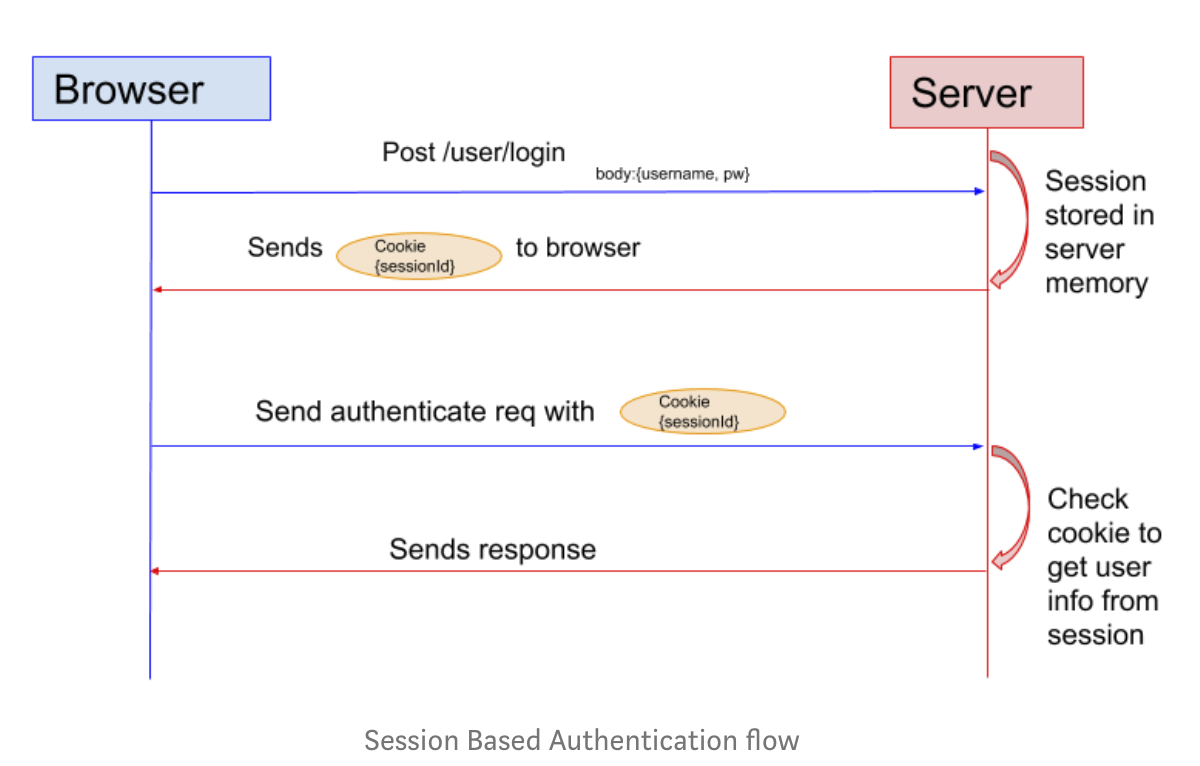 Browser
Server
Post /user/login
body:{username, pw}
Session
stored in
server
memory
Sends
Cookie
{sessionId}
to browser
Send authenticate req with
Cookie
{sessionId}
Check
cookie to
get user
info from
session
Sends response
Session Based Authentication flow